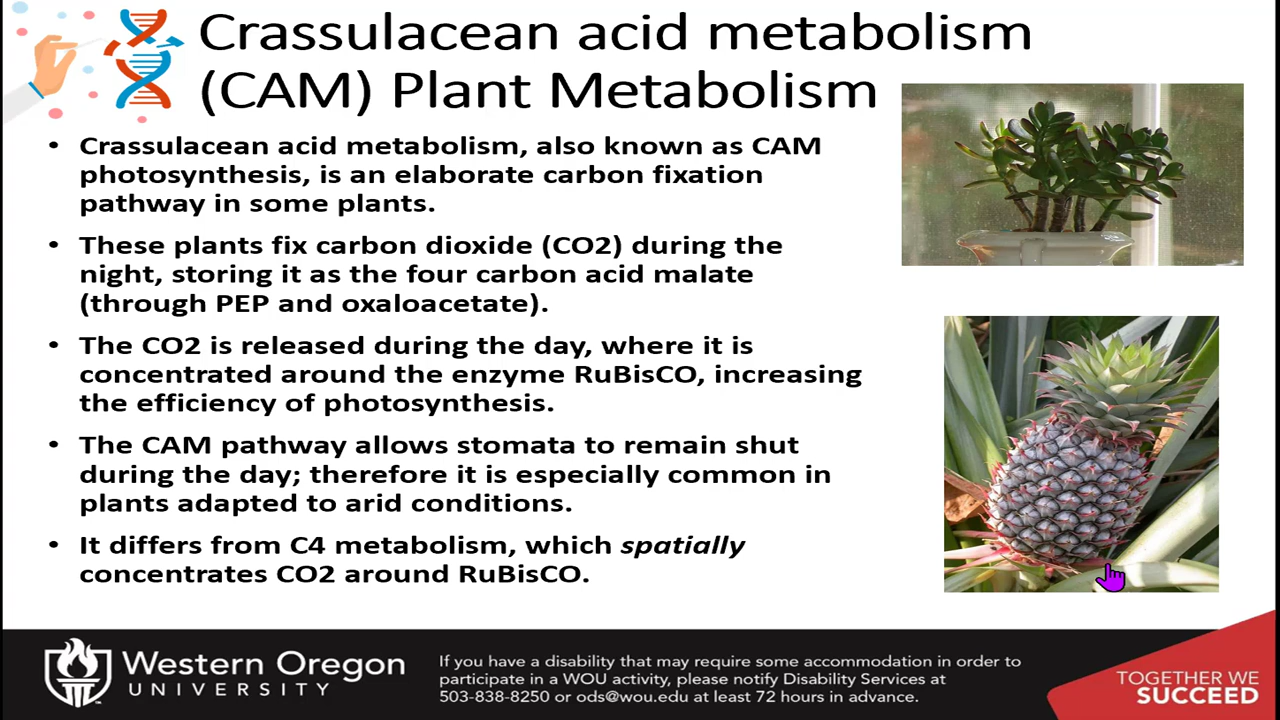 Crassulacean acid metabolism
(CAM) Plant Metabolism
• Crassulacean acid metabolism, also known as CAM
photosynthesis, is an elaborate carbon fixation
pathway in some plants.
• These plants fix carbon dioxide (CO2) during the
night, storing it as the four carbon acid malate
(through PEP and oxaloacetate).
• The CO2 is released during the day, where it is
concentrated around the enzyme RuBisCO, increasing
the efficiency of photosynthesis.
• The CAM pathway allows stomata to remain shut
during the day; therefore it is especially common in
plants adapted to arid conditions.
• It differs from C4 metabolism, which spatially
concentrates CO2 around RuBisCO.
Western Oregon
UNIVERSITY
If you have a disability that may require some accommodation in order to
participate in a WOU activity, please notify Disability Services at
503-838-8250 or ods@wou.edu at least 72 hours in advance.
TOGETHER WE
SUCCEED